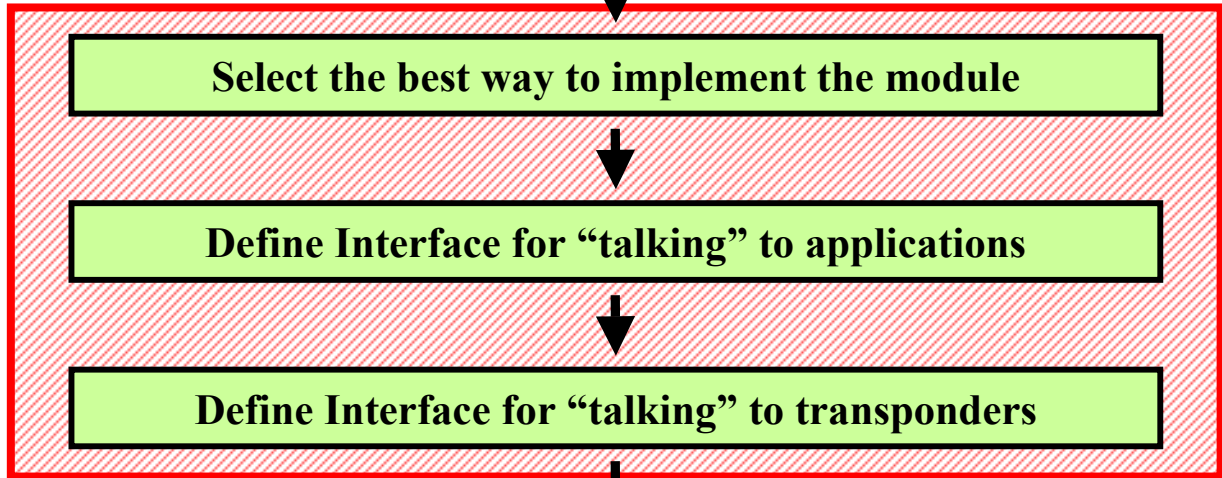 Select the best way to implement the module
Define Interface for “talking” to applications
Define Interface for “talking” to transponders